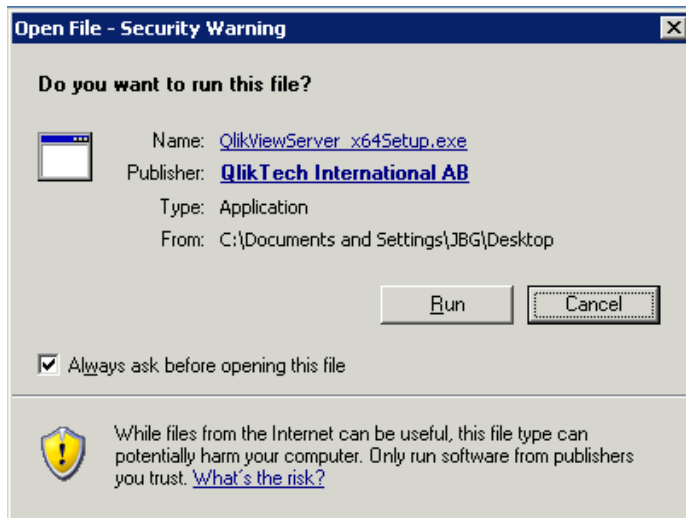 Open File - Security Warning
Do you want to run this file?
Name: QlikViewServer_x64Setup.exe
Publisher: QlikTech International AB
Type: Application
From: C:\Documents and Settings\JBG\Desktop
Run Cancel
Always ask before opening this file
While files from the Internet can be useful, this file type can
potentially harm your computer. Only run software from publishers
you trust. What's the risk?